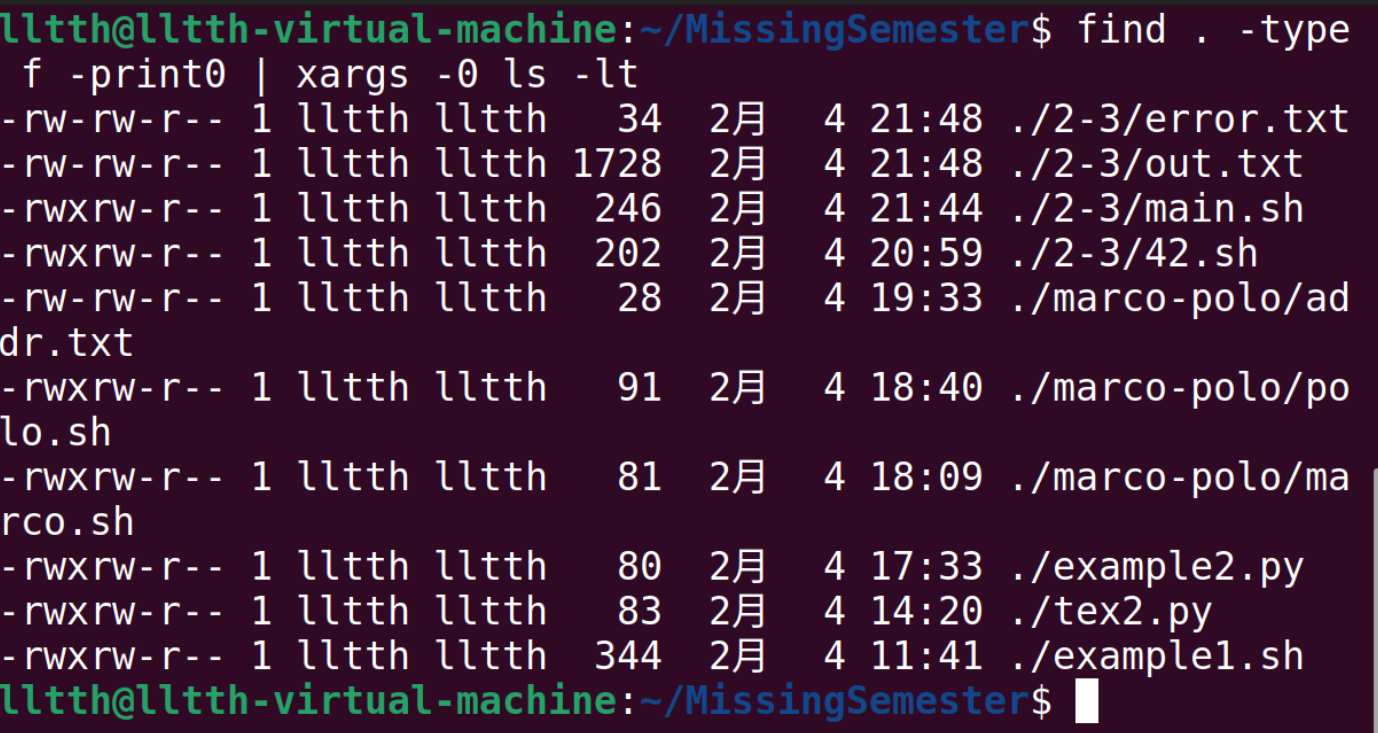 lltth@lltth-virtual-machine:~/MissingSemester$ find . -type
 f -print0 | xargs -0 ls -lt
-rw-rw-r-- 1 lltth lltth   34  2月   4 21:48 ./2-3/error.txt
-rw-rw-r-- 1 lltth lltth 1728  2月   4 21:48 ./2-3/out.txt
-rwxrw-r-- 1 lltth lltth  246  2月   4 21:44 ./2-3/main.sh
-rwxrw-r-- 1 lltth lltth  202  2月   4 20:59 ./2-3/42.sh
-rw-rw-r-- 1 lltth lltth   28  2月   4 19:33 ./marco-polo/ad
dr.txt
-rwxrw-r-- 1 lltth lltth   91  2月   4 18:40 ./marco-polo/po
lo.sh
-rwxrw-r-- 1 lltth lltth   81  2月   4 18:09 ./marco-polo/ma
rco.sh
-rwxrw-r-- 1 lltth lltth   80  2月   4 17:33 ./example2.py
-rwxrw-r-- 1 lltth lltth   83  2月   4 14:20 ./tex2.py
-rwxrw-r-- 1 lltth lltth  344  2月   4 11:41 ./example1.sh
lltth@lltth-virtual-machine:~/MissingSemester$